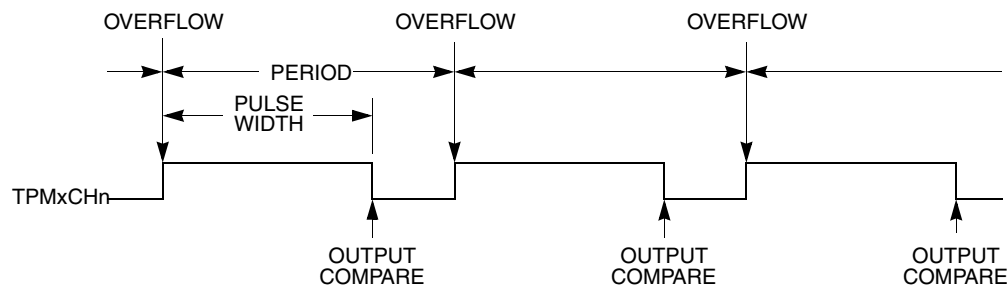 OVERFLOW
OVERFLOW
OVERFLOW
PERIOD
PULSE
WIDTH
TPMxCHn
OUTPUT
COMPARE
OUTPUT
COMPARE
OUTPUT
COMPARE